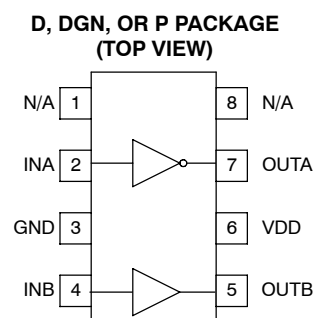 D, DGN, OR P PACKAGE
(TOP VIEW)
N/A 1 8 N/A
INA 2 7 OUTA
GND 3 6 VDD
INB 4 5 OUTB